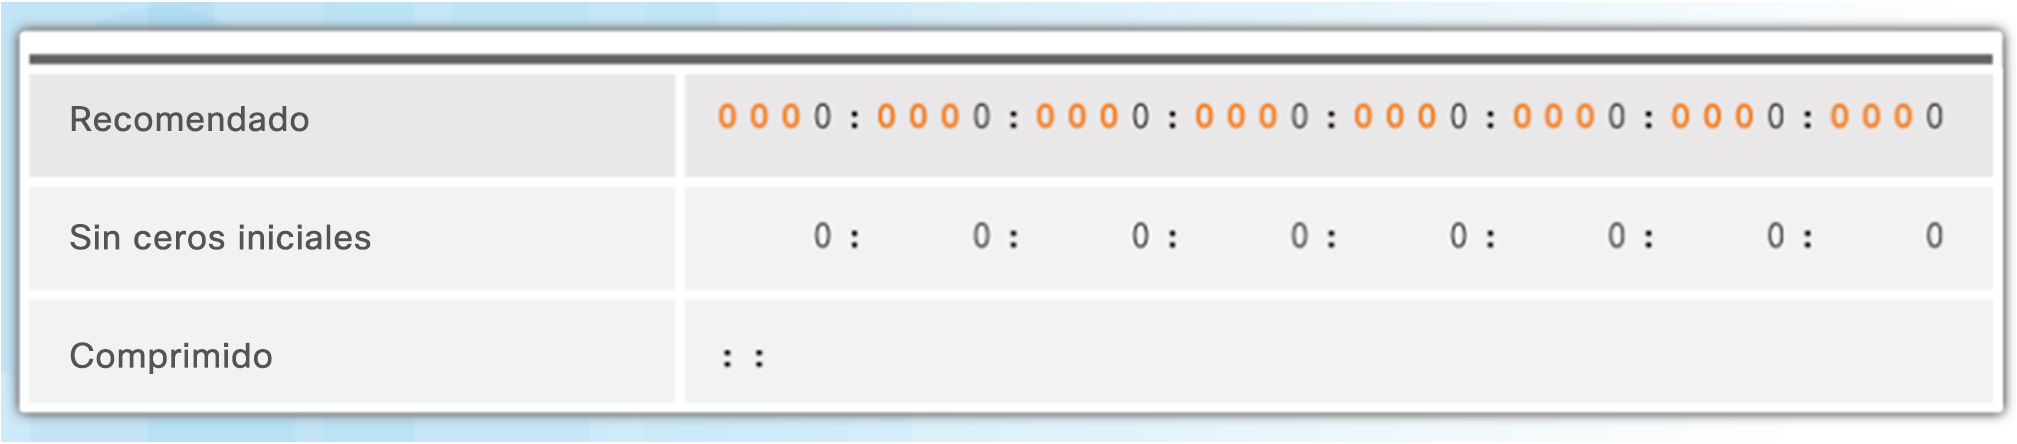 Recomendado 0000:0000:0000:0000:0000:0000:0000:0000
Sin ceros iniciales 0: 0: 0: 0: 0: 0: 0: 0
Comprimido ::